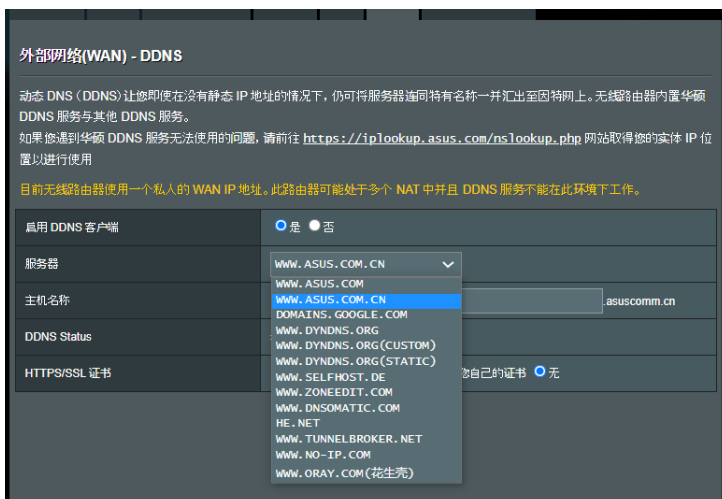 外部网络(WAN) - DDNS
动态 DNS (DDNS)让您即使在没有静态 IP 地址的情况下，仍可将服务器连同特有名称一并汇出至因特网上。无线路由器内置华硕
DDNS 服务与其他 DDNS 服务。
如果您遇到华硕 DDNS 服务无法使用的问题，请前往 https://iplookup.asus.com/nslookup.php 网站取得您的实体 IP 位
置以进行使用
目前无线路由器使用一个私人的 WAN IP 地址。此路由器可能处于多个 NAT 中并且 DDNS 服务不能在此环境下工作。
启用 DDNS 客户端 是 否
服务器 WWW.ASUS.COM.CN
WWW.ASUS.COM
主机名称 WWW.ASUS.COM.CN .asuscomm.cn
DOMAINS.GOOGLE.COM
WWW.DYNDNS.ORG
DDNS Status WWW.DYNDNS.ORG(CUSTOM)
WWW.DYNDNS.ORG(STATIC)
HTTPS/SSL 证书 WWW.SELFHOST.DE 您自己的证书 无
WWW.ZONEEDIT.COM
WWW.DNSOMATIC.COM
HE.NET
WWW.TUNNELBROKER.NET
WWW.NO-IP.COM
WWW.ORAY.COM(花生壳)